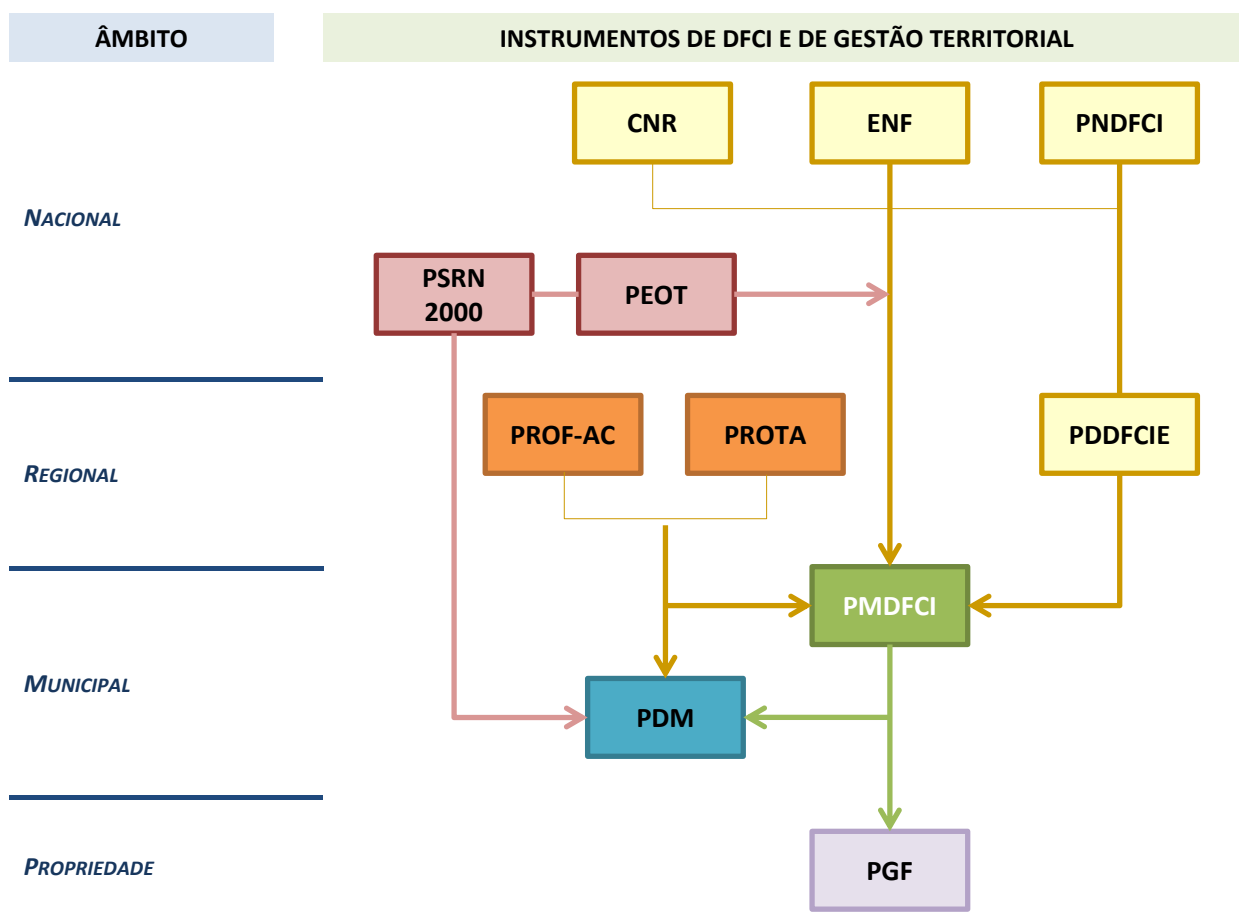 ÂMBITO
INSTRUMENTOS DE DFCI E DE GESTÃO TERRITORIAL
CNR
ENF
PNDFCI
NACIONAL
PSRN
2000
PEOT
PROF-AC
PROTA
PDDFCIE
REGIONAL
PMDFCI
MUNICIPAL
PDM
PROPRIEDADE
PGF